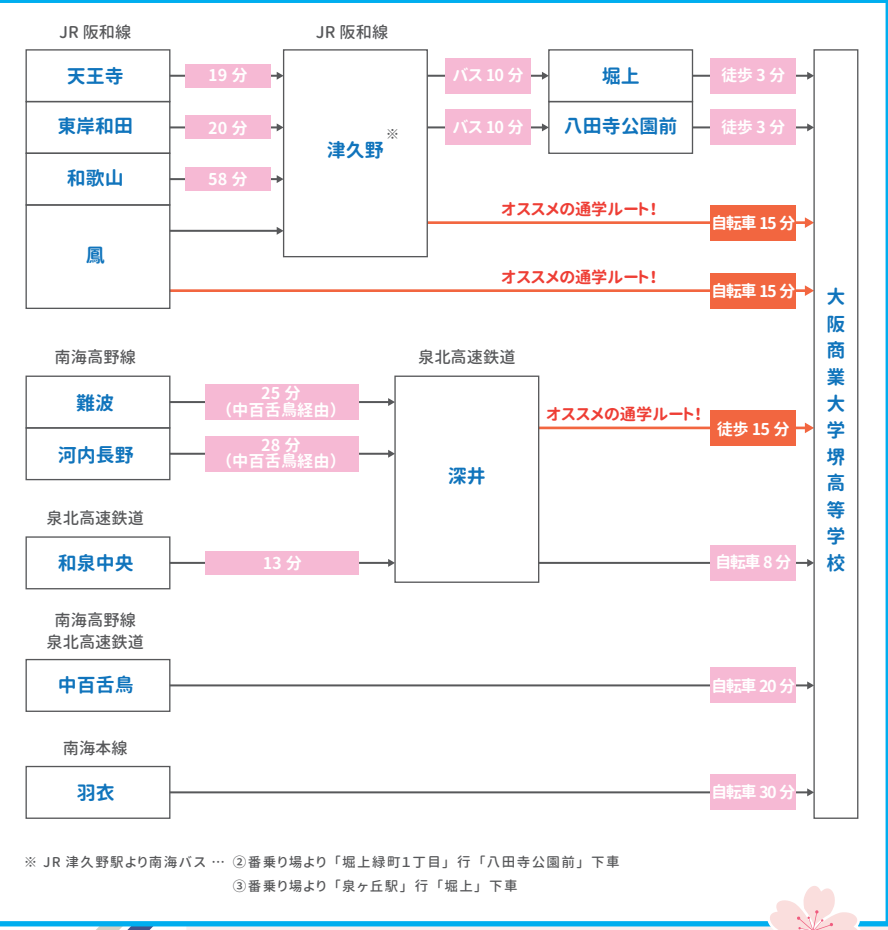 JR 阪和線
JR 阪和線
天王寺
19 分
津久野
※
バス 10 分
堀上
徒歩 3 分
東岸和田
20 分
バス 10 分
八田寺公園前
徒歩 3 分
和歌山
58 分
オススメの通学ルート!
自転車 15 分
鳳
オススメの通学ルート!
自転車 15 分
大阪商業大学堺高等学校
南海高野線
泉北高速鉄道
難波
25 分
（中百舌鳥経由）
深井
オススメの通学ルート!
徒歩 15 分
河内長野
28 分
（中百舌鳥経由）
泉北高速鉄道
和泉中央
13 分
自転車 8 分
南海高野線
泉北高速鉄道
中百舌鳥
自転車 20 分
南海本線
羽衣
自転車 30 分
※ JR 津久野駅より南海バス … ②番乗り場より「堀上緑町1丁目」行「八田寺公園前」下車
③番乗り場より「泉ヶ丘駅」行「堀上」下車